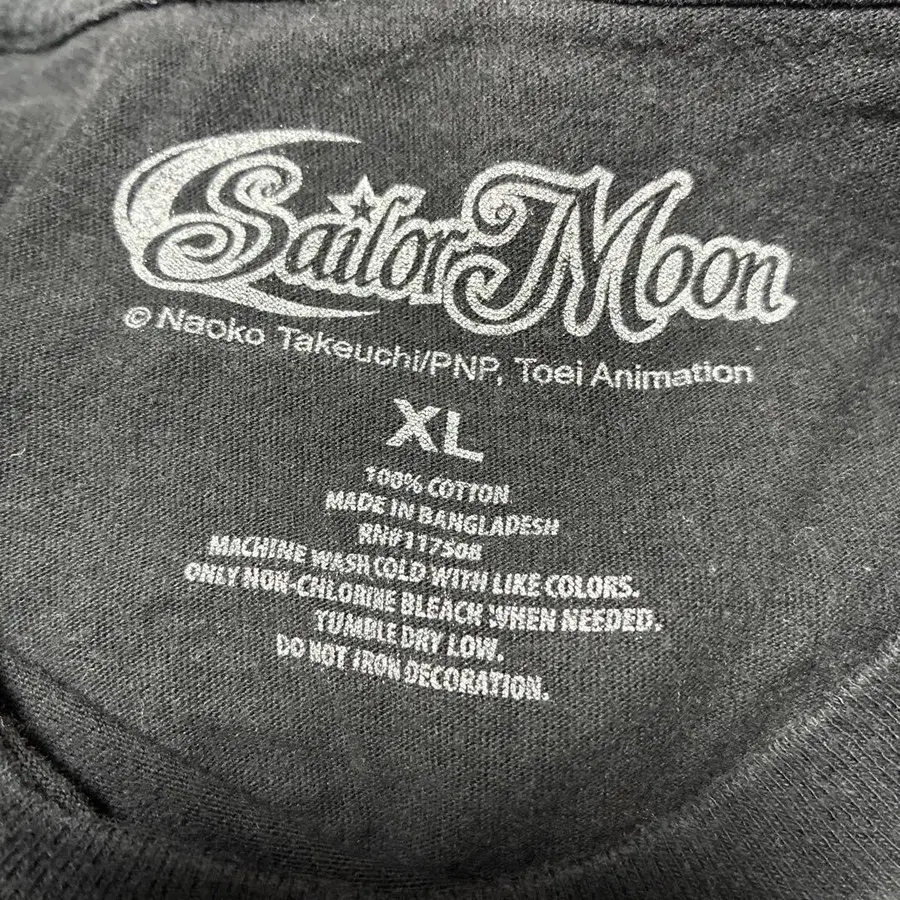 Sailor Moon
© Naoko Takeuchi/PNP, Toei Animation
XL
100% COTTON
MADE IN BANGLADESH
RN#117508
MACHINE WASH COLD WITH LIKE COLORS.
ONLY NON-CHLORINE BLEACH WHEN NEEDED.
TUMBLE DRY LOW.
DO NOT IRON DECORATION.